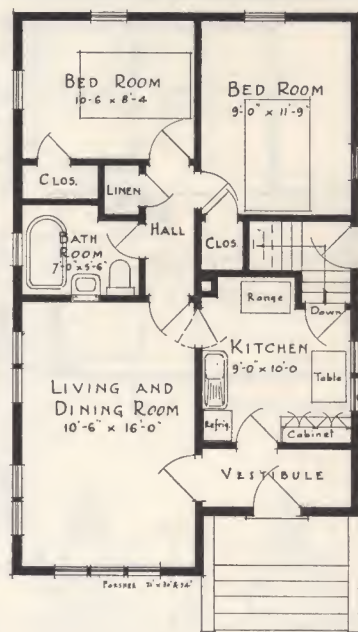 BED ROOM
10-6 x 8'-4
BED ROOM
9'-0" x 11'-9"
CLOS.
LINEN
HALL
CLOS.
BATH
ROOM
7'-0 x 5'-6"
Range
Down
KITCHEN
9'-0" x 10'-0
Table
LIVING AND
DINING ROOM
10'-6" x 16'-0"
Refrig.
Cabinet
VESTIBULE